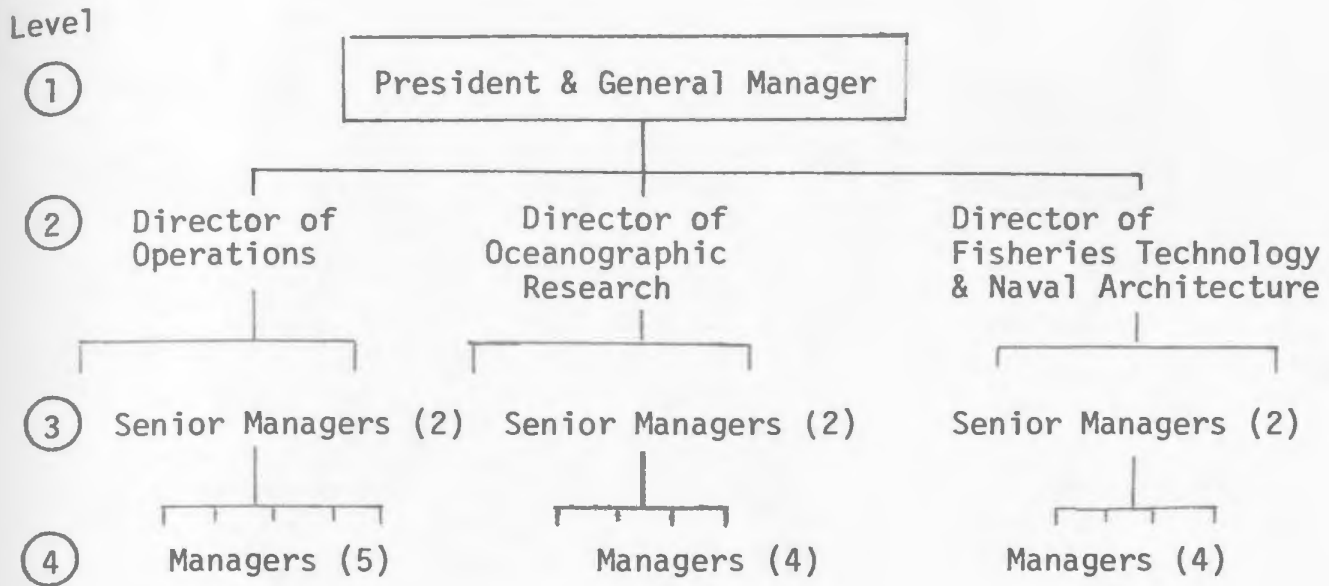 Level
1
President & General Manager
2
Director of
Operations
Director of
Oceanographic
Research
Director of
Fisheries Technology
& Naval Architecture
3
Senior Managers (2)
Senior Managers (2)
Senior Managers (2)
4
Managers (5)
Managers (4)
Managers (4)